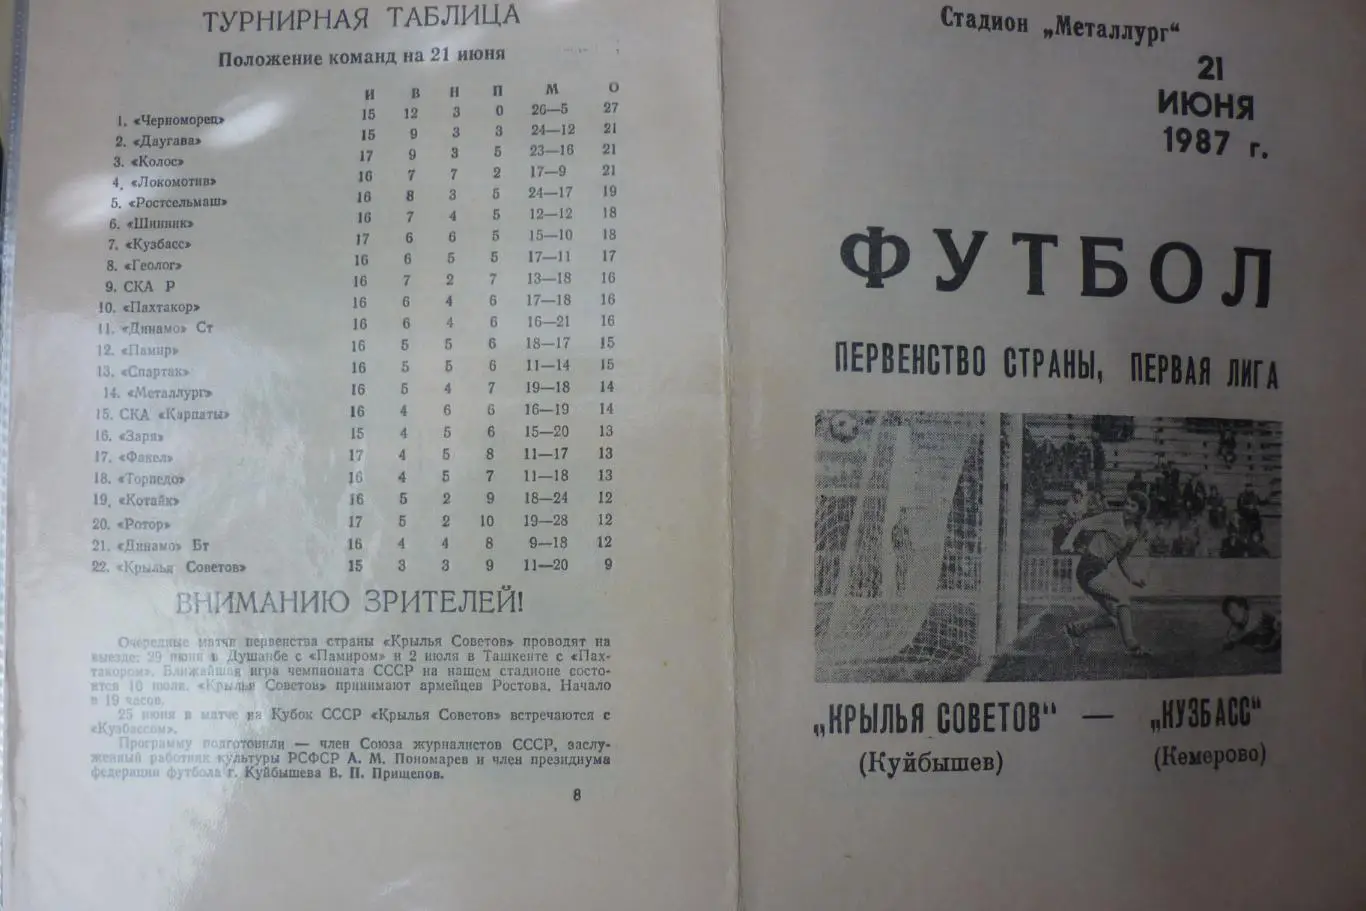 ТУРНИРНАЯ ТАБЛИЦА
Положение команд на 21 июня
И В Н П М О
1. «Черноморец» 15 12 3 0 26—5 27
2. «Даугава» 15 9 3 3 24—12 21
3. «Колос» 17 9 3 5 23—16 21
4. «Локомотив» 16 7 7 2 17—9 21
5. «Ростсельмаш» 16 8 3 5 24—17 19
6. «Шинник» 16 7 4 5 12—12 18
7. «Кузбасс» 17 6 6 5 15—10 18
8. «Геолог» 16 6 5 5 17—11 17
9. СКА Р 16 7 2 7 13—18 16
10. «Пахтакор» 16 6 4 6 17—18 16
11. «Динамо» Ст 16 6 4 6 16—21 16
12. «Памир» 16 5 5 6 18—17 15
13. «Спартак» 16 5 5 6 11—14 15
14. «Металлург» 16 5 4 7 19—18 14
15. СКА «Карпаты» 16 4 6 6 16—19 14
16. «Заря» 15 4 5 6 15—20 13
17. «Факел» 17 4 5 8 11—17 13
18. «Торпедо» 16 4 5 7 11—18 13
19. «Котайк» 16 5 2 9 18—24 12
20. «Ротор» 17 5 2 10 19—28 12
21. «Динамо» Бт 16 4 4 8 9—18 12
22. «Крылья Советов» 15 3 3 9 11—20 9
ВНИМАНИЮ ЗРИТЕЛЕЙ!
Очередные матчи первенства страны «Крылья Советов» проводят на
выезде: 29 июня в Душанбе с «Памиром» и 2 июля в Ташкенте с «Пах-
такором». Ближайшая игра чемпионата СССР на нашем стадионе состо-
ится 10 июля. «Крылья Советов» принимают армейцев Ростова. Начало
в 19 часов.
25 июня в матче на Кубок СССР «Крылья Советов» встречаются с
«Кузбассом».
Программу подготовили — член Союза журналистов СССР, заслу-
женный работник культуры РСФСР А. М. Пономарев и член президиума
федерации футбола г. Куйбышева В. П. Прищепов.
8
Стадион „Металлург“
21
ИЮНЯ
1987 г.
ФУТБОЛ
ПЕРВЕНСТВО СТРАНЫ, ПЕРВАЯ ЛИГА
„КРЫЛЬЯ СОВЕТОВ“ — „КУЗБАСС“
(Куйбышев) (Кемерово)